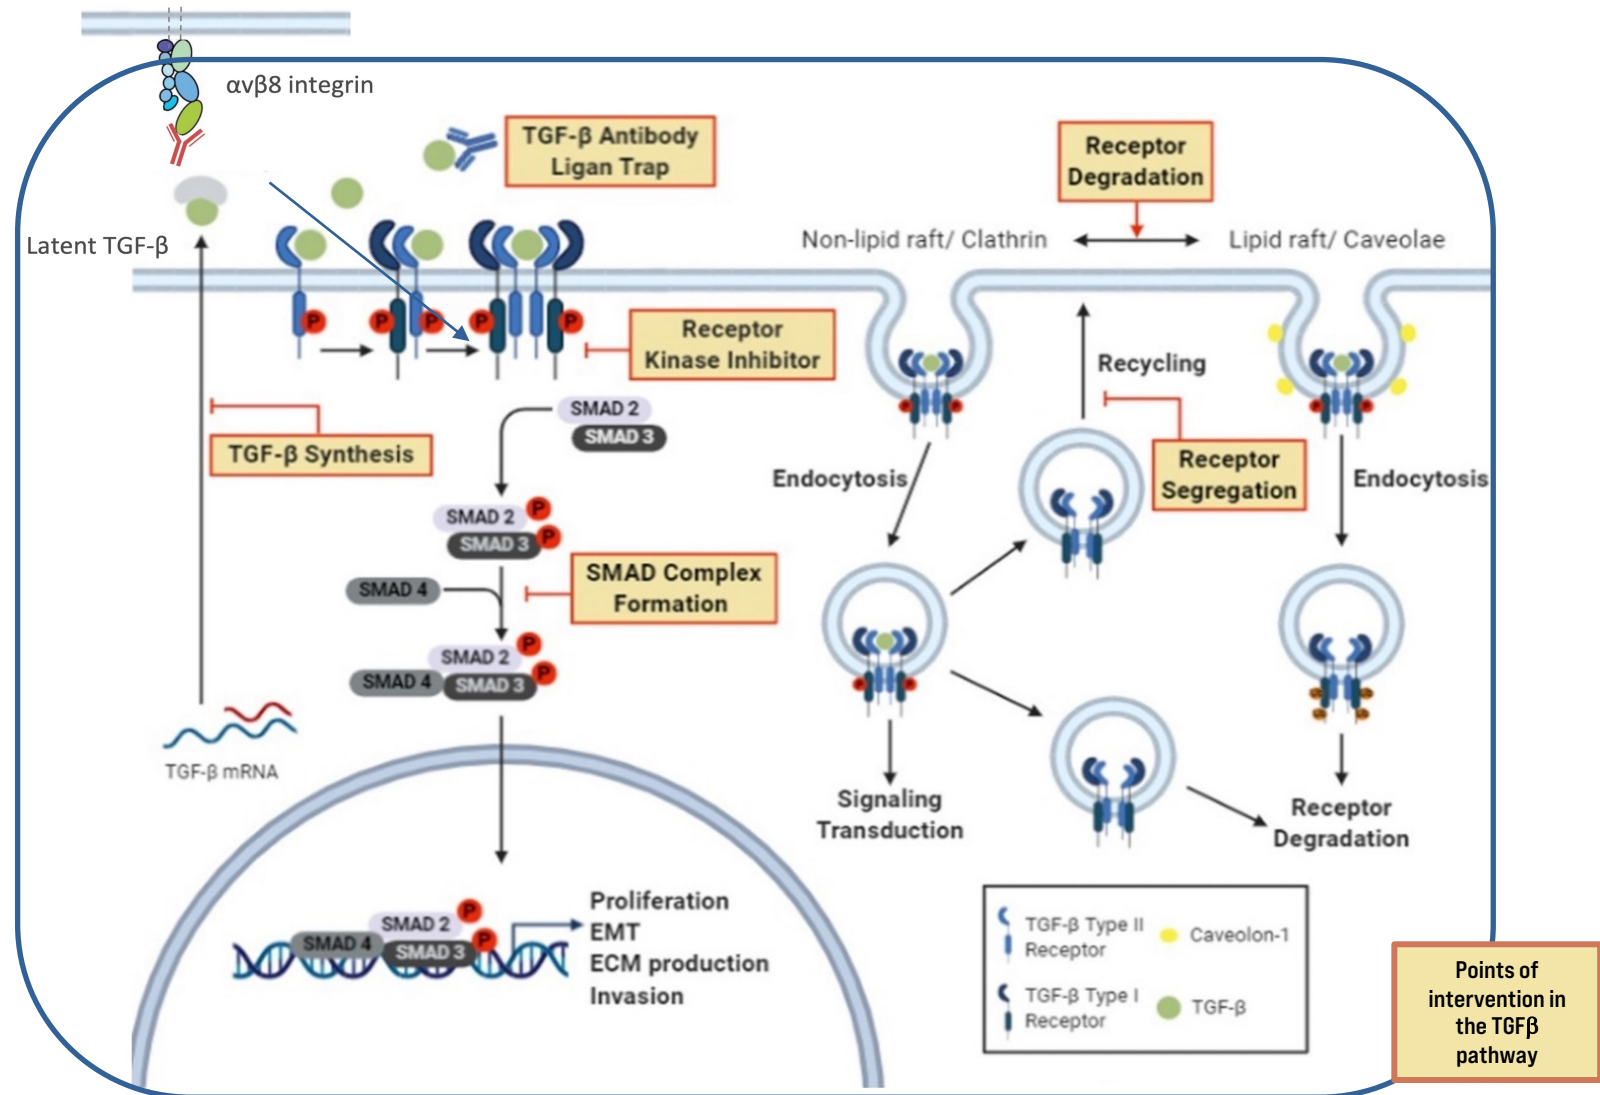 αvβ8 integrin
TGF-β Antibody
Ligan Trap
Receptor
Degradation
Latent TGF-β
Non-lipid raft/ Clathrin
Lipid raft/ Caveolae
P
P
P
P
P
Receptor
Kinase Inhibitor
Recycling
P
P
P
P
SMAD 2
SMAD 3
TGF-β Synthesis
Endocytosis
Receptor
Segregation
Endocytosis
SMAD 2
P
SMAD 3
P
SMAD Complex
Formation
SMAD 4
SMAD 2
P
SMAD 4
SMAD 3
P
P
P
TGF-β mRNA
Signaling
Transduction
Receptor
Degradation
SMAD 2
P
SMAD 4
SMAD 3
P
Proliferation
EMT
ECM production
Invasion
TGF-β Type II
Receptor
Caveolon-1
TGF-β Type I
Receptor
TGF-β
Points of
intervention in
the TGFβ
pathway